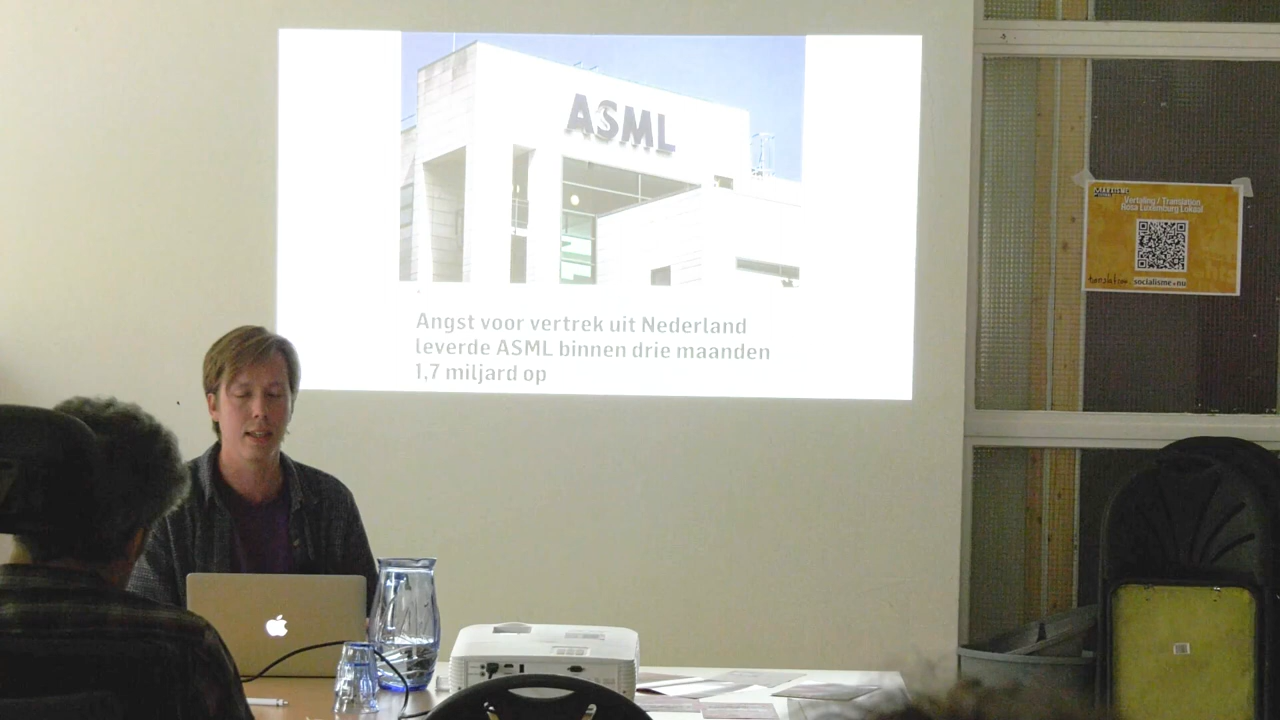 ASML
Angst voor vertrek uit Nederland
leverde ASML binnen drie maanden
1,7 miljard op
Vertaling / Translation
Rosa Luxemburg Lokaal
translation
socialisme.nu